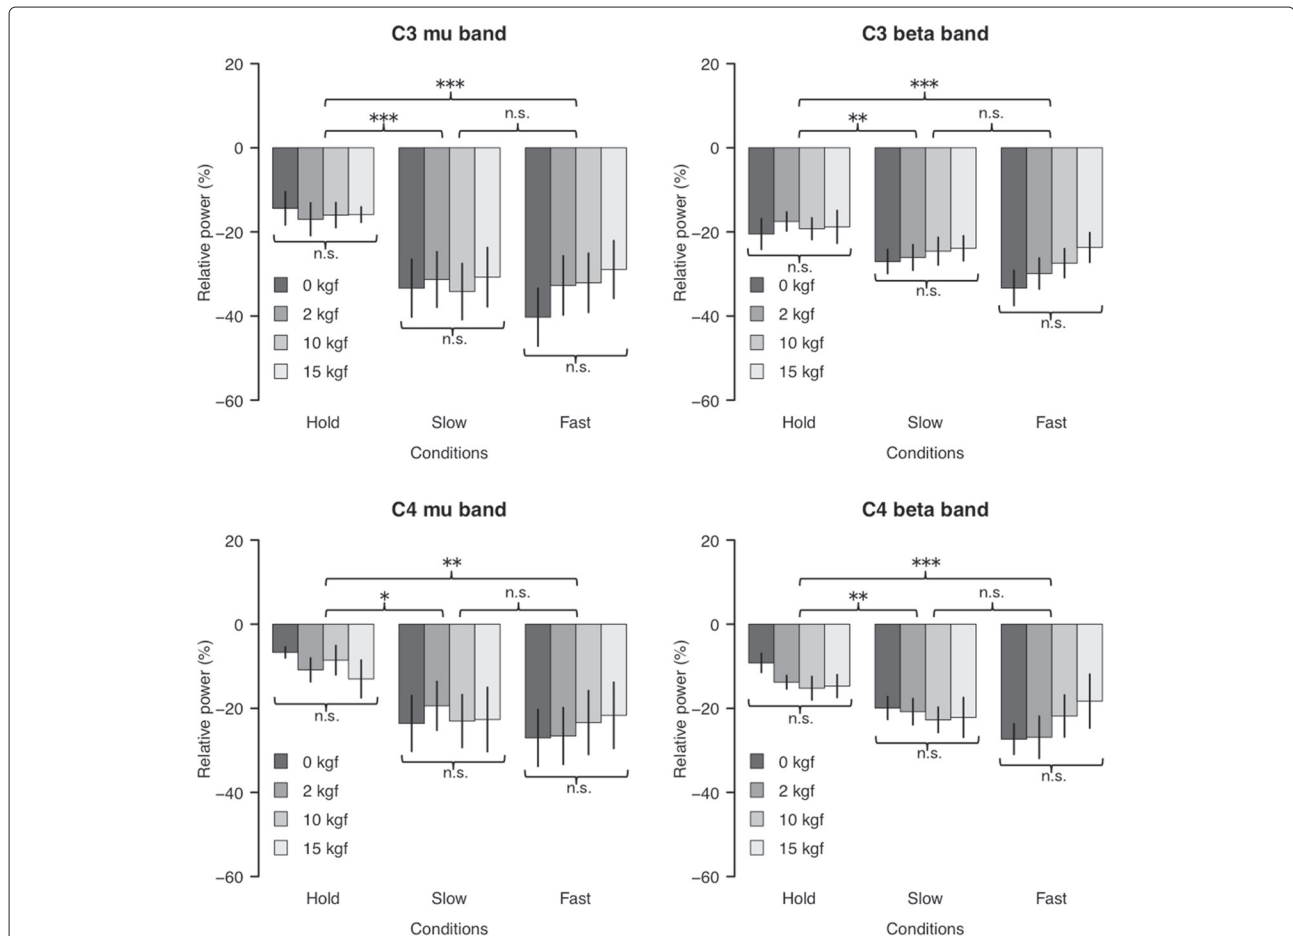 C3 mu band
20
0
−20
−40
−60
Relative power (%)
***
***
n.s.
n.s.
n.s.
n.s.
0 kgf
2 kgf
10 kgf
15 kgf
Hold Slow Fast
Conditions
C3 beta band
20
0
−20
−40
−60
Relative power (%)
***
**
n.s.
n.s.
n.s.
n.s.
0 kgf
2 kgf
10 kgf
15 kgf
Hold Slow Fast
Conditions
C4 mu band
20
0
−20
−40
−60
Relative power (%)
**
*
n.s.
n.s.
n.s.
n.s.
0 kgf
2 kgf
10 kgf
15 kgf
Hold Slow Fast
Conditions
C4 beta band
20
0
−20
−40
−60
Relative power (%)
***
**
n.s.
n.s.
n.s.
n.s.
0 kgf
2 kgf
10 kgf
15 kgf
Hold Slow Fast
Conditions